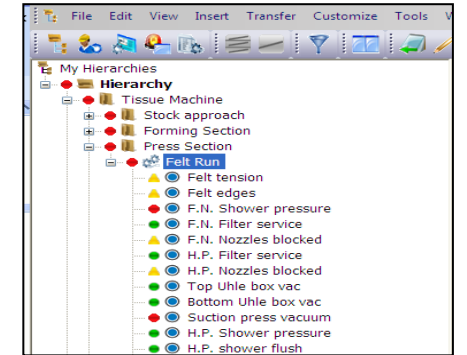 File Edit View Insert Transfer Customize Tools
My Hierarchies
Hierarchy
Tissue Machine
Stock approach
Forming Section
Press Section
Felt Run
Felt tension
Felt edges
F.N. Shower pressure
F.N. Filter service
F.N. Nozzles blocked
H.P. Filter service
H.P. Nozzles blocked
Top Uhle box vac
Bottom Uhle box vac
Suction press vacuum
H.P. Shower pressure
H.P. shower flush